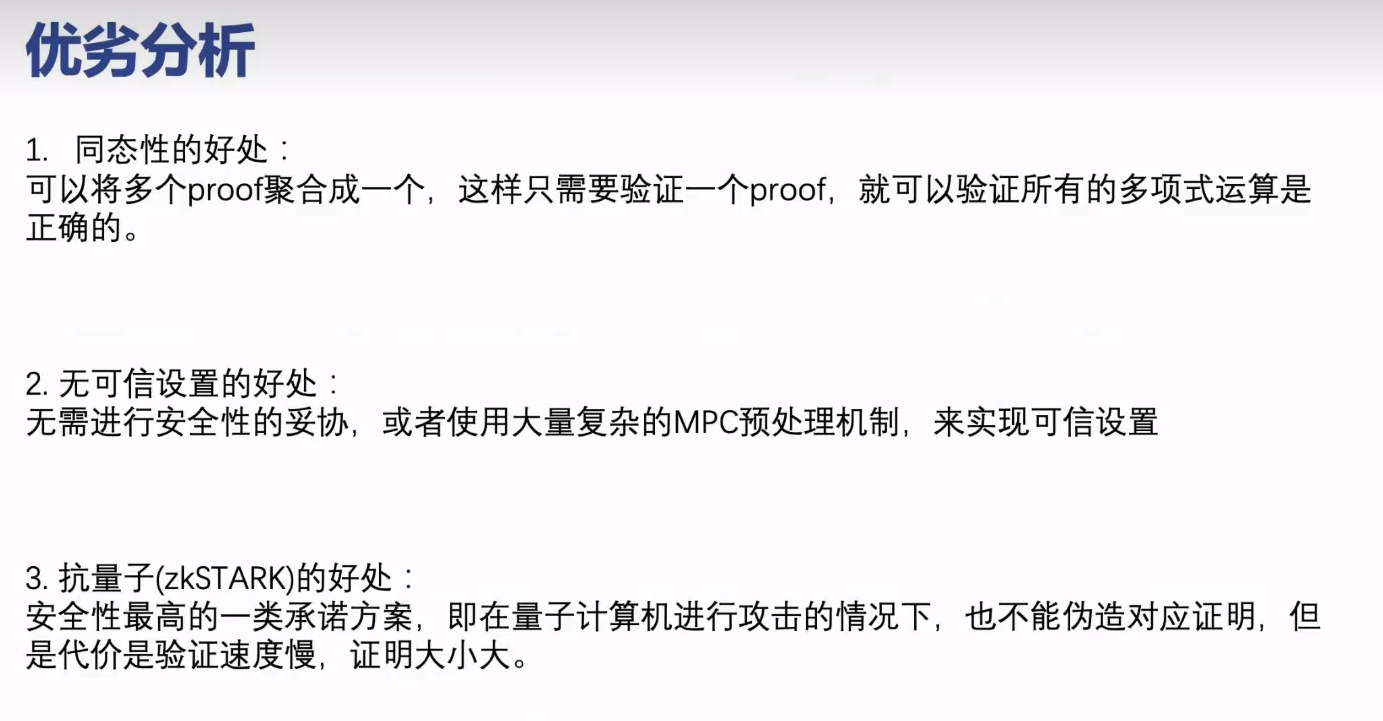 优劣分析
1. 同态性的好处：
可以将多个proof聚合成一个，这样只需要验证一个proof，就可以验证所有的多项式运算是
正确的。
2. 无可信设置的好处：
无需进行安全性的妥协，或者使用大量复杂的MPC预处理机制，来实现可信设置
3. 抗量子(zkSTARK)的好处：
安全性最高的一类承诺方案，即在量子计算机进行攻击的情况下，也不能伪造对应证明，但
是代价是验证速度慢，证明大小大。